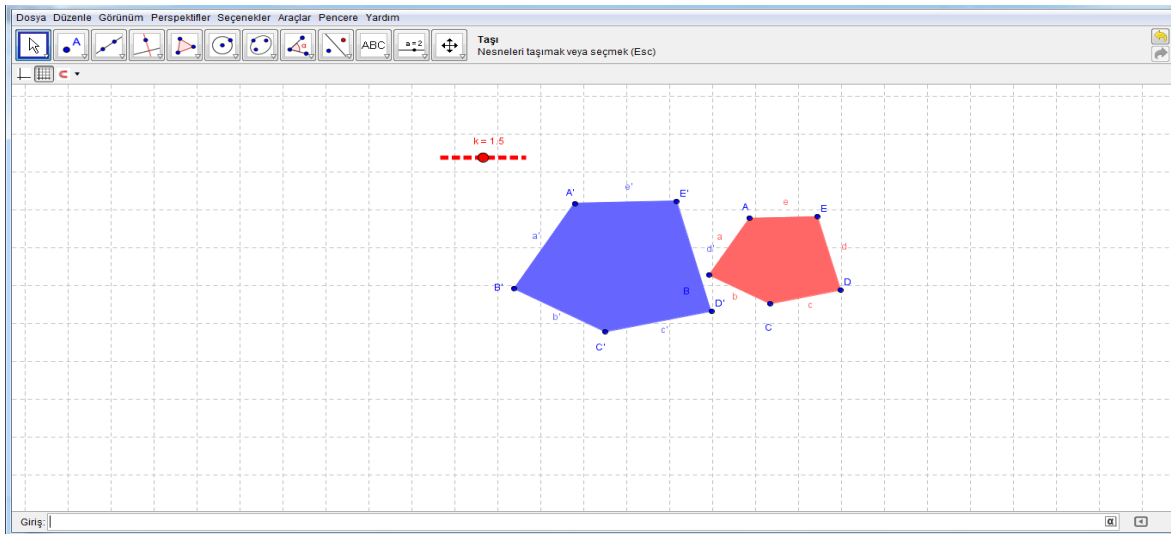 Dosya Düzenle Görünüm Perspektifler Seçenekler Araçlar Pencere Yardım
A
α
ABC
a=2
Taşı
Nesneleri taşımak veya seçmek (Esc)
k = 1.5
A' e' E'
A e E
a' d' a d
B' B b D
b' c' D' c
C' C
Giriş:
α